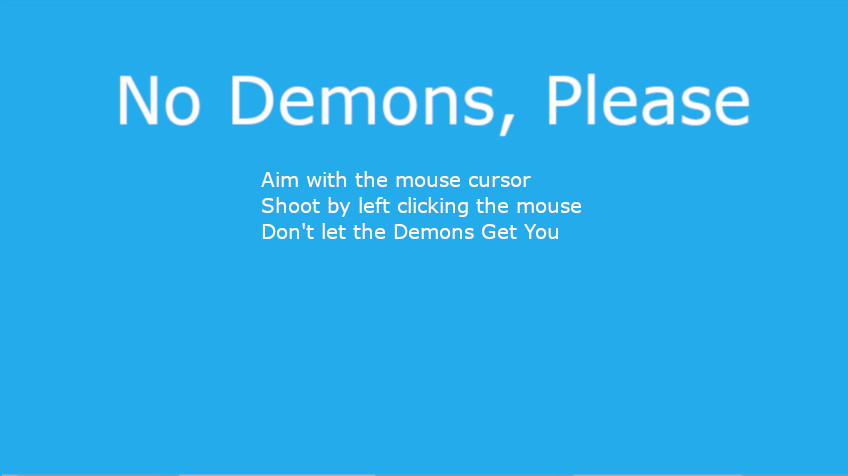 No Demons, Please
Aim with the mouse cursor
Shoot by left clicking the mouse
Don't let the Demons Get You